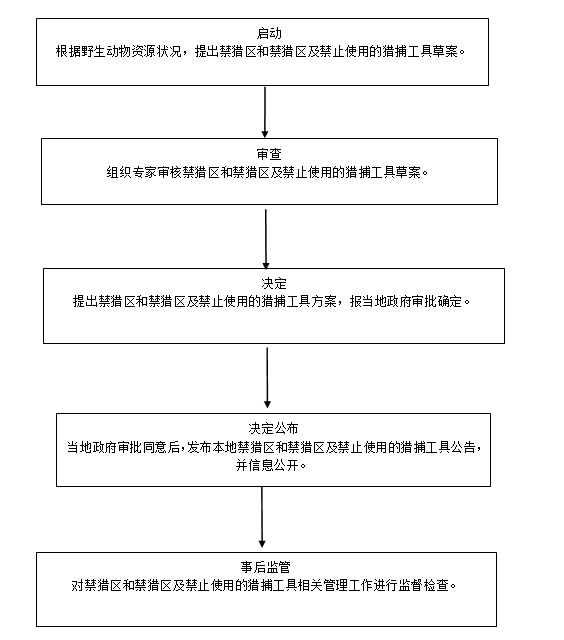 启动
根据野生动物资源状况，提出禁猎区和禁猎区及禁止使用的猎捕工具草案。
审查
组织专家审核禁猎区和禁猎区及禁止使用的猎捕工具草案。
决定
提出禁猎区和禁猎区及禁止使用的猎捕工具方案，报当地政府审批确定。
决定公布
当地政府审批同意后，发布本地禁猎区和禁猎区及禁止使用的猎捕工具公告，
并信息公开。
事后监管
对禁猎区和禁猎区及禁止使用的猎捕工具相关管理工作进行监督检查。